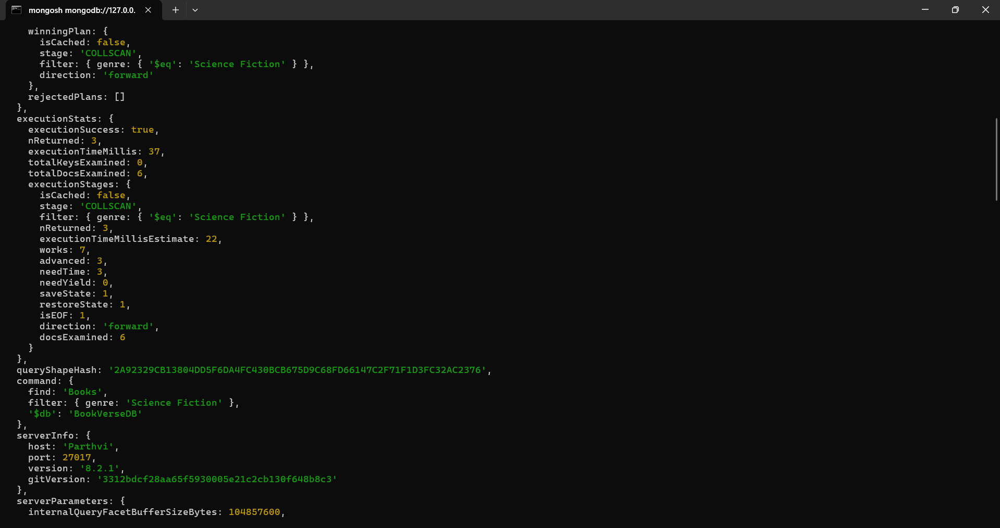 mongosh mongodb://127.0.0.
winningPlan: {
isCached: false,
stage: 'COLLSCAN',
filter: { genre: { '$eq': 'Science Fiction' } },
direction: 'forward'
},
rejectedPlans: []
},
executionStats: {
executionSuccess: true,
nReturned: 3,
executionTimeMillis: 37,
totalKeysExamined: 0,
totalDocsExamined: 6,
executionStages: {
isCached: false,
stage: 'COLLSCAN',
filter: { genre: { '$eq': 'Science Fiction' } },
nReturned: 3,
executionTimeMillisEstimate: 22,
works: 7,
advanced: 3,
needTime: 3,
needYield: 0,
saveState: 1,
restoreState: 1,
isEOF: 1,
direction: 'forward',
docsExamined: 6
}
},
queryShapeHash: '2A92329CB13804DD5F6DA4FC430BCB675D9C68FD66147C2F71F1D3FC32AC2376',
command: {
find: 'Books',
filter: { genre: 'Science Fiction' },
'$db': 'BookVerseDB'
},
serverInfo: {
host: 'Parthvi',
port: 27017,
version: '8.2.1',
gitVersion: '3312bdcf28aa65f5930005e21c2cb130f648b8c3'
},
serverParameters: {
internalQueryFacetBufferSizeBytes: 104857600,